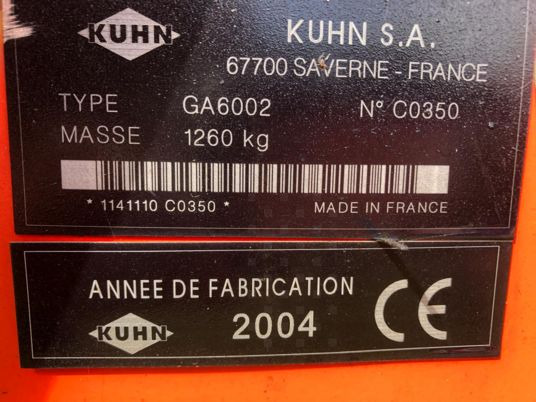 KUHN KUHN S.A.
67700 SAVERNE - FRANCE
TYPE GA6002 N° C0350
MASSE 1260 kg
* 1141110 C0350 * MADE IN FRANCE
ANNEE DE FABRICATION
KUHN 2004 CE